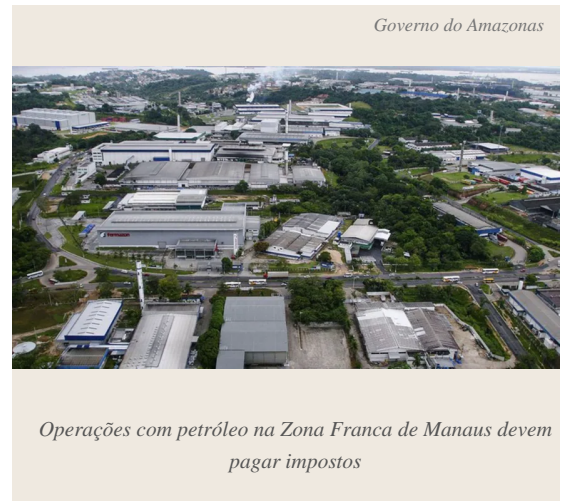 Governo do Amazonas
Operações com petróleo na Zona Franca de Manaus devem
pagar impostos